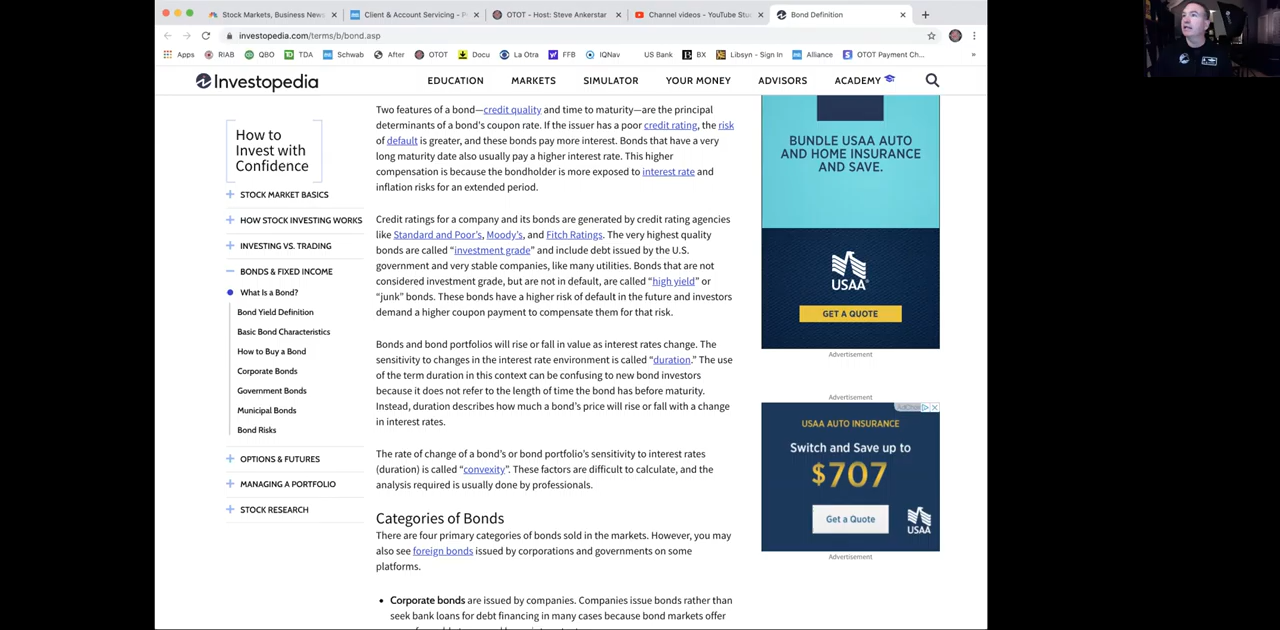 Stock Markets, Business News
Client & Account Servicing - P
OTOT - Host: Steve Ankerstar
Channel videos - YouTube Stu
Bond Definition
investopedia.com/terms/b/bond.asp
Apps
RIAB
QBO
TDA
Schwab
After
OTOT
Docu
La Otra
FFB
IQNav
US Bank
BX
Libsyn - Sign In
Alliance
OTOT Payment Ch...
»
Investopedia
EDUCATION
MARKETS
SIMULATOR
YOUR MONEY
ADVISORS
ACADEMY
How to
Invest with
Confidence
+ STOCK MARKET BASICS
+ HOW STOCK INVESTING WORKS
+ INVESTING VS. TRADING
− BONDS & FIXED INCOME
What Is a Bond?
Bond Yield Definition
Basic Bond Characteristics
How to Buy a Bond
Corporate Bonds
Government Bonds
Municipal Bonds
Bond Risks
+ OPTIONS & FUTURES
+ MANAGING A PORTFOLIO
+ STOCK RESEARCH
Two features of a bond—credit quality and time to maturity—are the principal
determinants of a bond's coupon rate. If the issuer has a poor credit rating, the risk
of default is greater, and these bonds pay more interest. Bonds that have a very
long maturity date also usually pay a higher interest rate. This higher
compensation is because the bondholder is more exposed to interest rate and
inflation risks for an extended period.
Credit ratings for a company and its bonds are generated by credit rating agencies
like Standard and Poor's, Moody's, and Fitch Ratings. The very highest quality
bonds are called “investment grade” and include debt issued by the U.S.
government and very stable companies, like many utilities. Bonds that are not
considered investment grade, but are not in default, are called “high yield” or
“junk” bonds. These bonds have a higher risk of default in the future and investors
demand a higher coupon payment to compensate them for that risk.
Bonds and bond portfolios will rise or fall in value as interest rates change. The
sensitivity to changes in the interest rate environment is called “duration.” The use
of the term duration in this context can be confusing to new bond investors
because it does not refer to the length of time the bond has before maturity.
Instead, duration describes how much a bond's price will rise or fall with a change
in interest rates.
The rate of change of a bond's or bond portfolio's sensitivity to interest rates
(duration) is called “convexity”. These factors are difficult to calculate, and the
analysis required is usually done by professionals.
Categories of Bonds
There are four primary categories of bonds sold in the markets. However, you may
also see foreign bonds issued by corporations and governments on some
platforms.
• Corporate bonds are issued by companies. Companies issue bonds rather than
seek bank loans for debt financing in many cases because bond markets offer
BUNDLE USAA AUTO
AND HOME INSURANCE
AND SAVE.
USAA
GET A QUOTE
Advertisement
Advertisement
USAA AUTO INSURANCE
Switch and Save up to
$707
Get a Quote
USAA
Advertisement